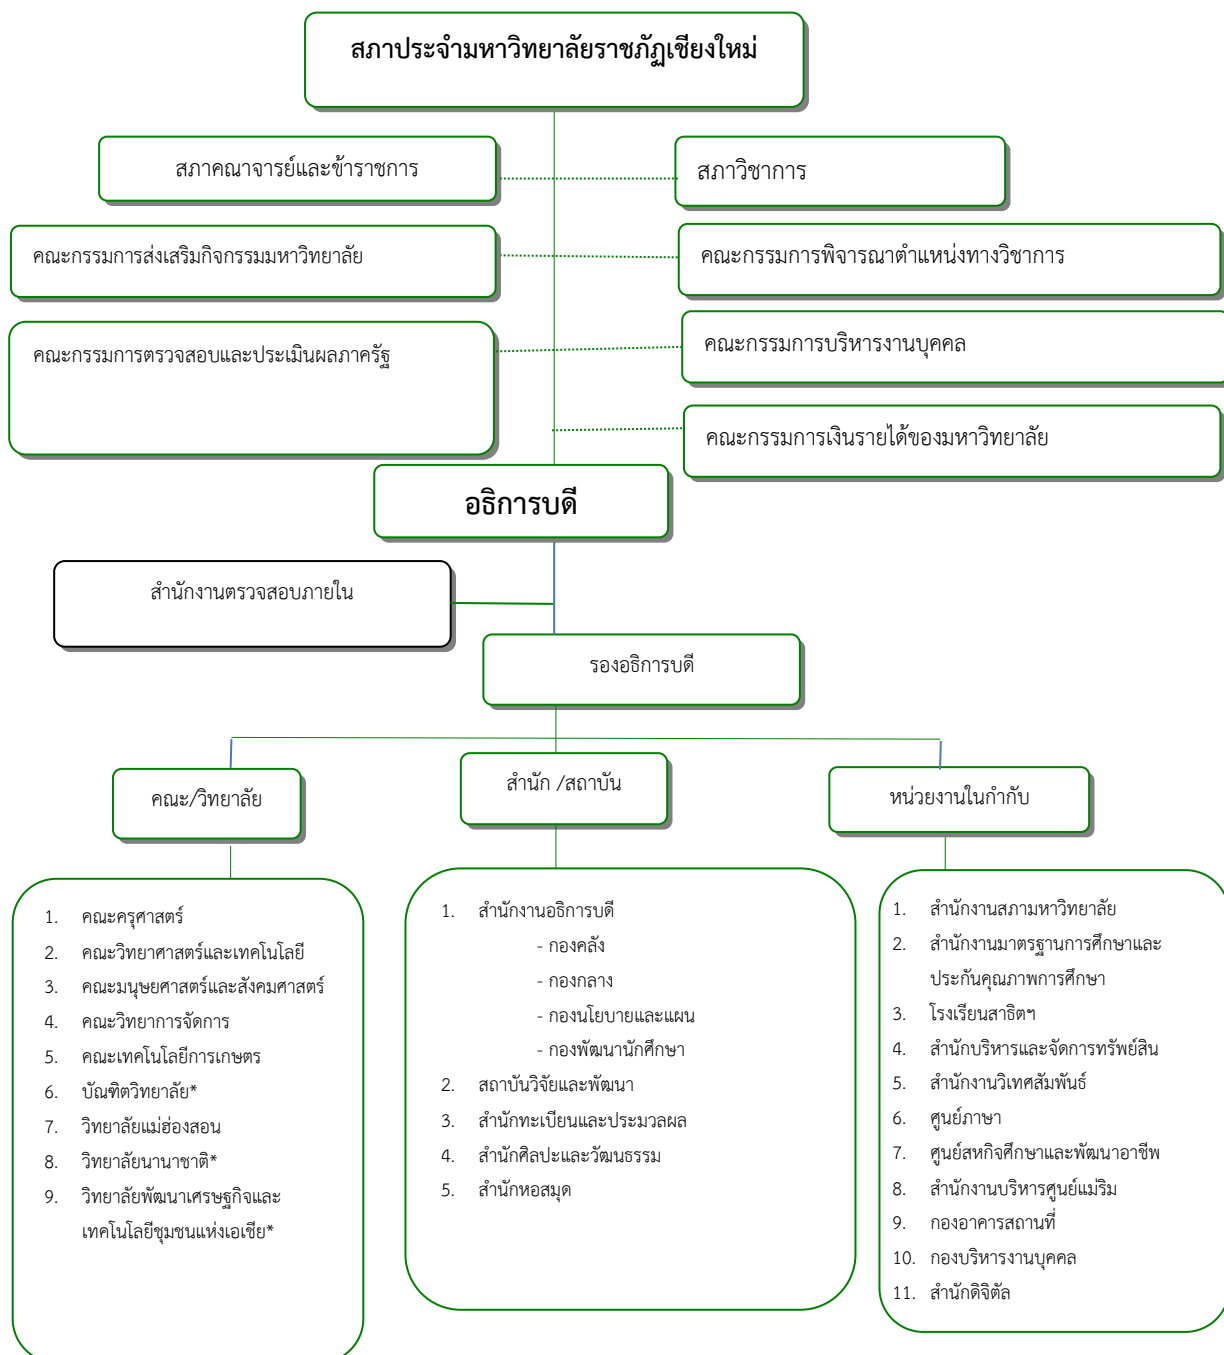 สภาประจำมหาวิทยาลัยราชภัฏเชียงใหม่
สภาคณาจารย์และข้าราชการ
สภาวิชาการ
คณะกรรมการส่งเสริมกิจกรรมมหาวิทยาลัย
คณะกรรมการพิจารณาตำแหน่งทางวิชาการ
คณะกรรมการตรวจสอบและประเมินผลภาครัฐ
คณะกรรมการบริหารงานบุคคล
คณะกรรมการเงินรายได้ของมหาวิทยาลัย
อธิการบดี
สำนักงานตรวจสอบภายใน
รองอธิการบดี
คณะ/วิทยาลัย
สำนัก /สถาบัน
หน่วยงานในกำกับ
1. คณะครุศาสตร์
2. คณะวิทยาศาสตร์และเทคโนโลยี
3. คณะมนุษยศาสตร์และสังคมศาสตร์
4. คณะวิทยาการจัดการ
5. คณะเทคโนโลยีการเกษตร
6. บัณฑิตวิทยาลัย*
7. วิทยาลัยแม่ฮ่องสอน
8. วิทยาลัยนานาชาติ*
9. วิทยาลัยพัฒนาเศรษฐกิจและ
เทคโนโลยีชุมชนแห่งเอเชีย*
1. สำนักงานอธิการบดี
- กองคลัง
- กองกลาง
- กองนโยบายและแผน
- กองพัฒนานักศึกษา
2. สถาบันวิจัยและพัฒนา
3. สำนักทะเบียนและประมวลผล
4. สำนักศิลปะและวัฒนธรรม
5. สำนักหอสมุด
1. สำนักงานสภามหาวิทยาลัย
2. สำนักงานมาตรฐานการศึกษาและ
ประกันคุณภาพการศึกษา
3. โรงเรียนสาธิตฯ
4. สำนักบริหารและจัดการทรัพย์สิน
5. สำนักงานวิเทศสัมพันธ์
6. ศูนย์ภาษา
7. ศูนย์สหกิจศึกษาและพัฒนาอาชีพ
8. สำนักงานบริหารศูนย์แม่ริม
9. กองอาคารสถานที่
10. กองบริหารงานบุคคล
11. สำนักดิจิตัล